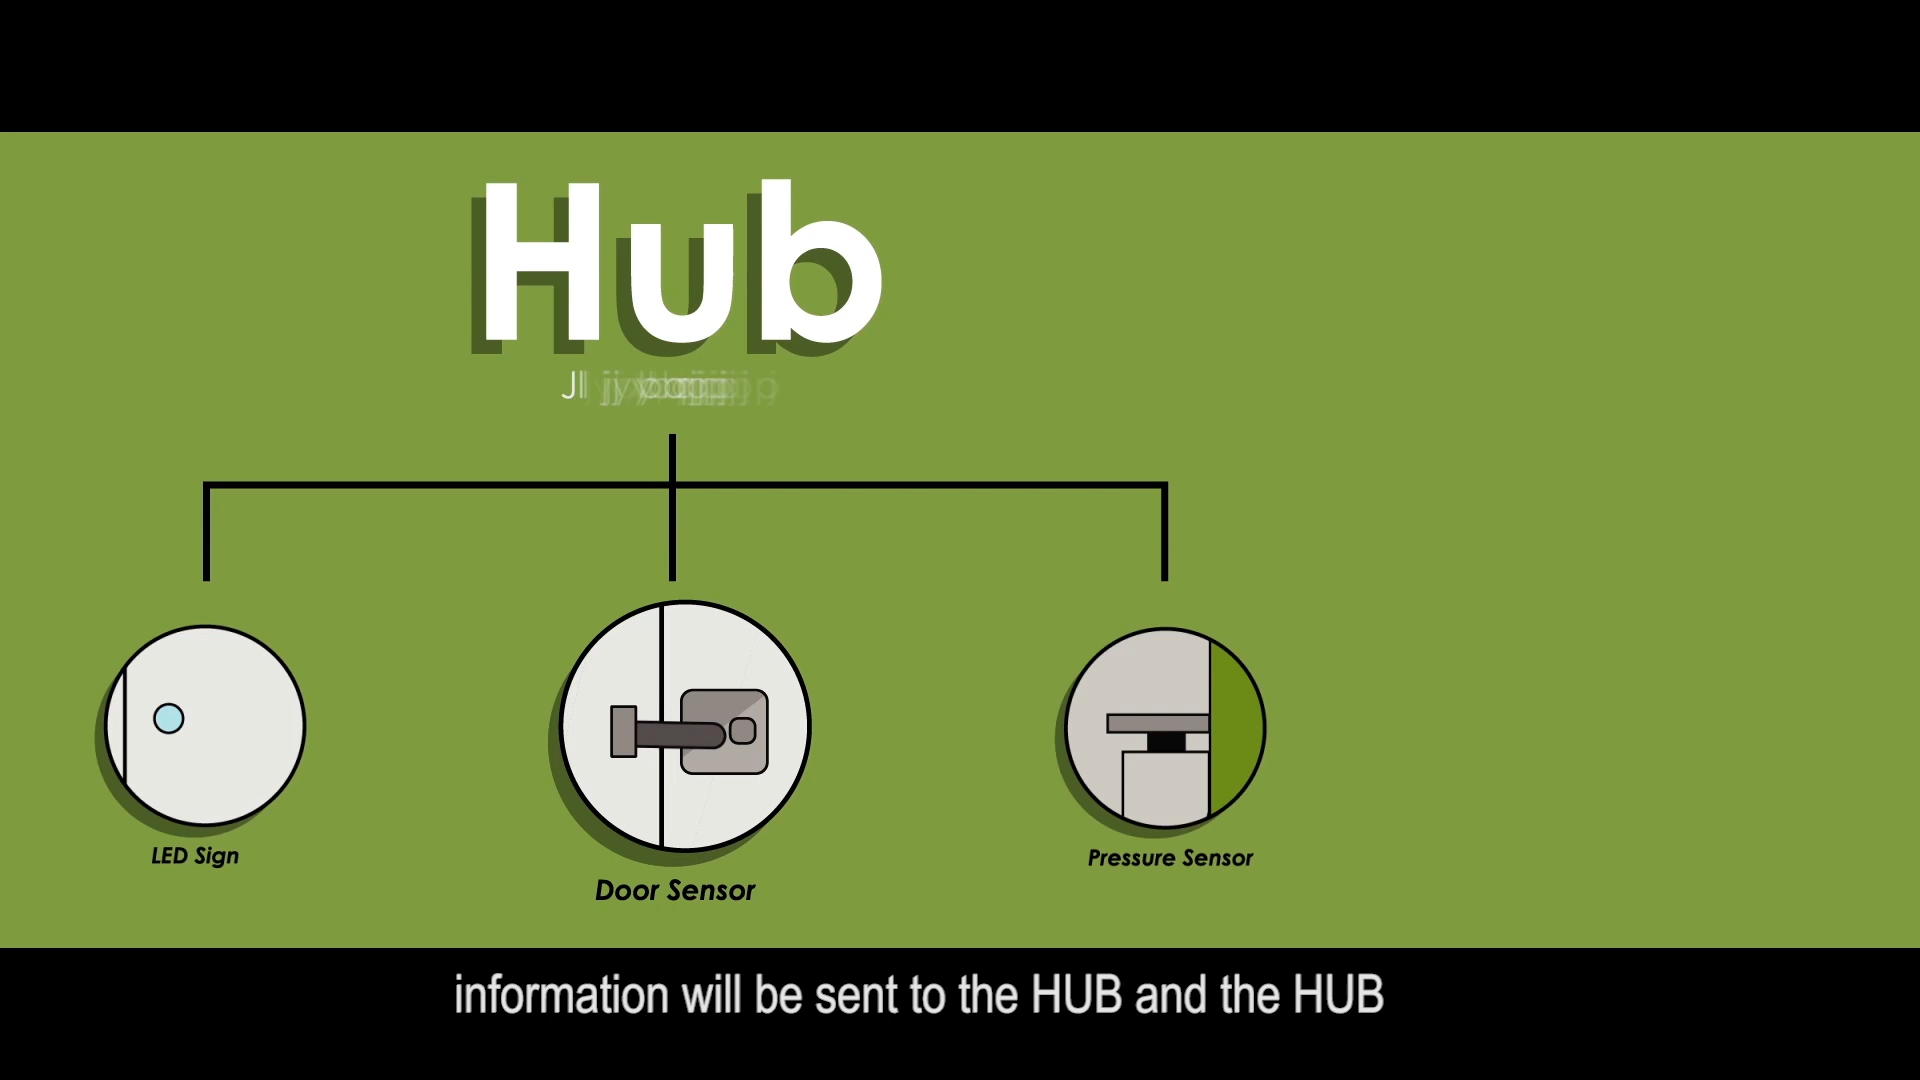 Hub
LED Sign
Door Sensor
Pressure Sensor
information will be sent to the HUB and the HUB